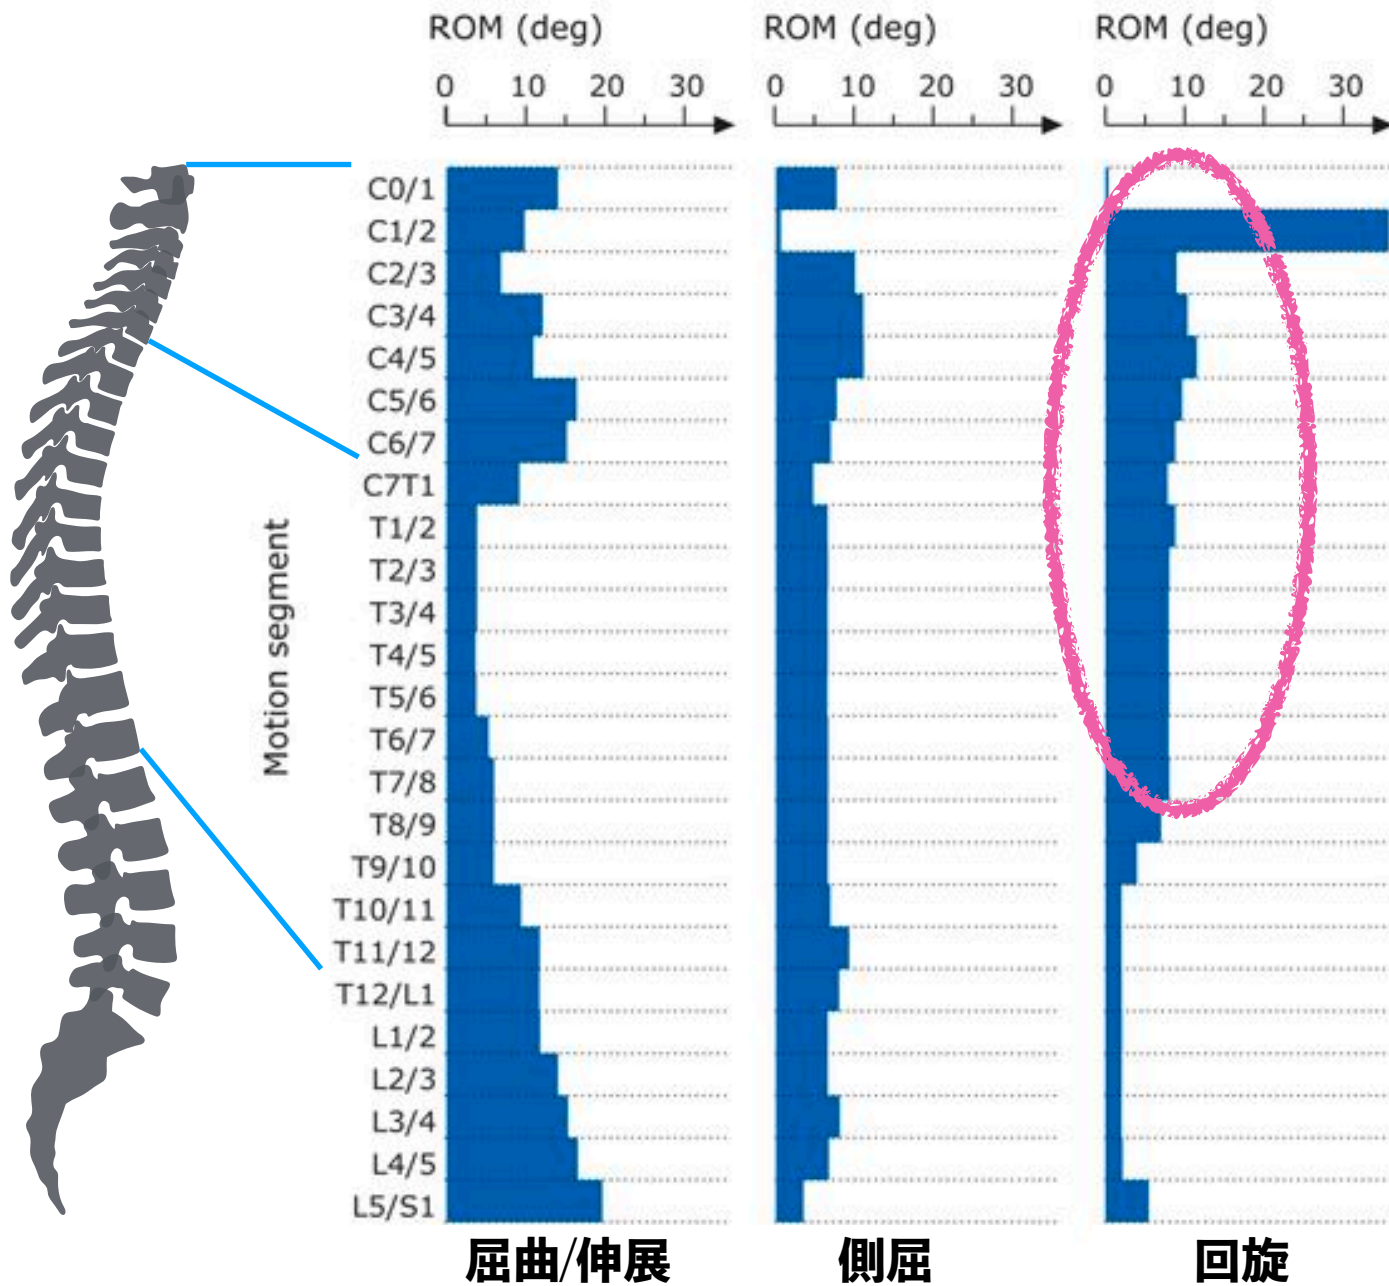 ROM (deg)
ROM (deg)
ROM (deg)
0 10 20 30
0 10 20 30
0 10 20 30
Motion segment
C0/1
C1/2
C2/3
C3/4
C4/5
C5/6
C6/7
C7T1
T1/2
T2/3
T3/4
T4/5
T5/6
T6/7
T7/8
T8/9
T9/10
T10/11
T11/12
T12/L1
L1/2
L2/3
L3/4
L4/5
L5/S1
屈曲/伸展
側屈
回旋